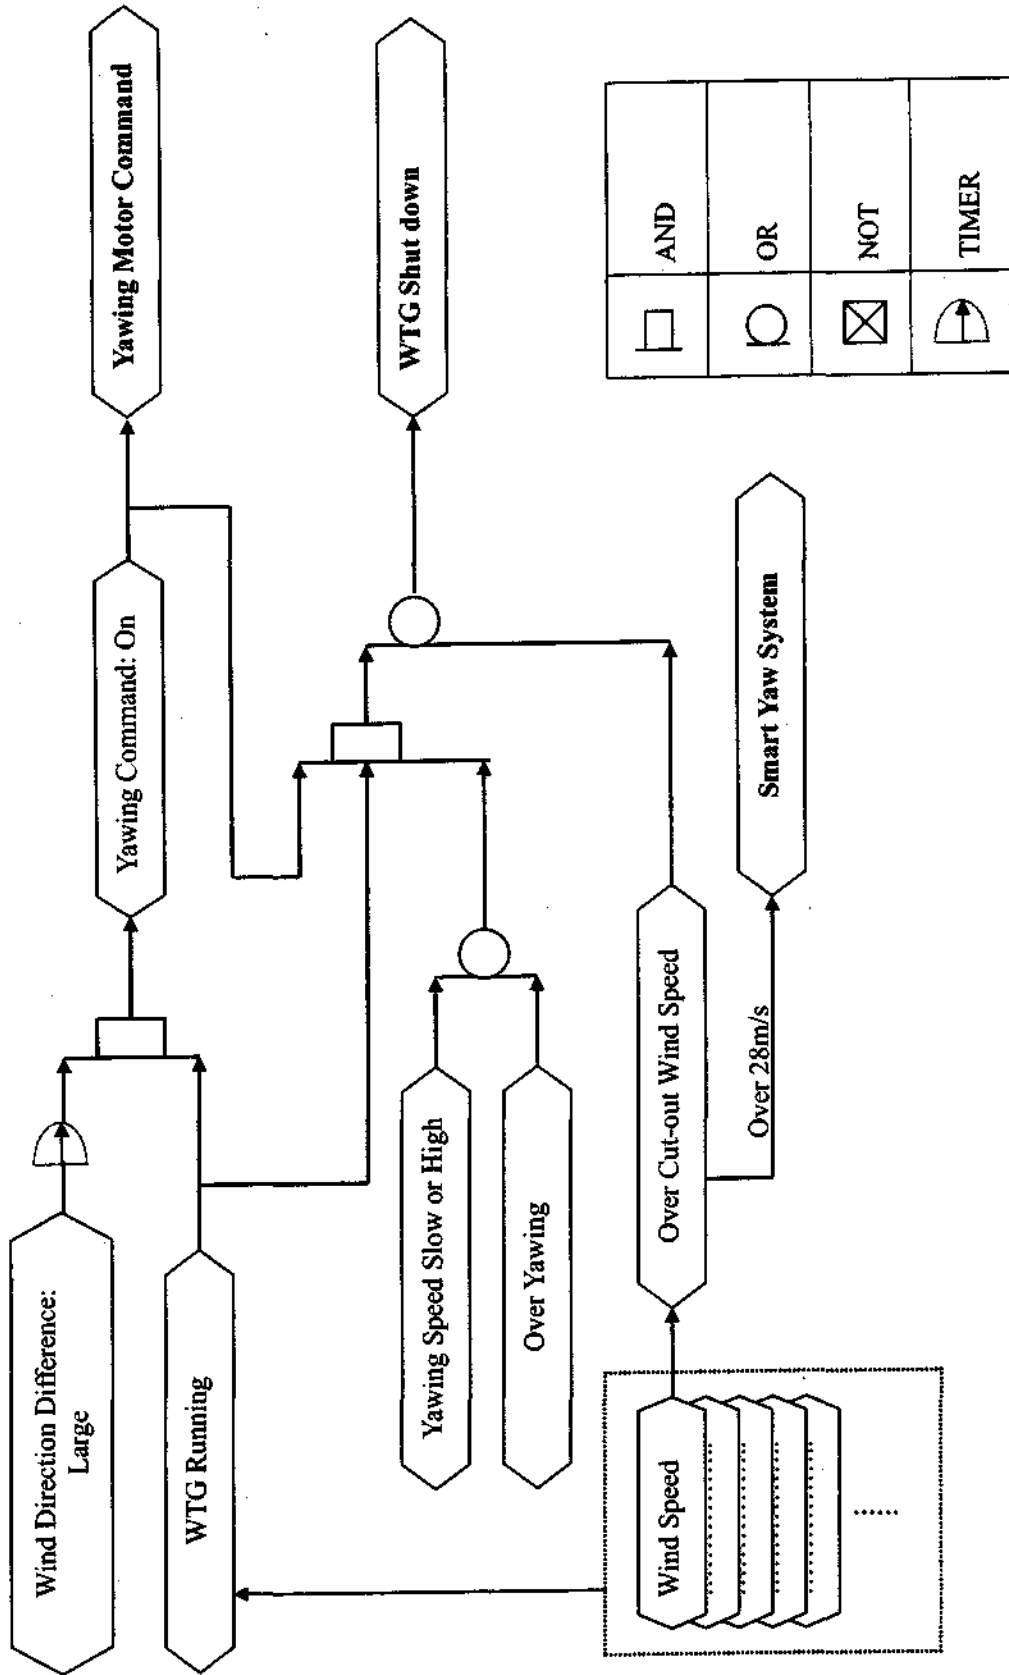 Wind Direction Difference:
Large
Yawing Command: On
Yawing Motor Command
WTG Running
Yawing Speed Slow or High
Over Yawing
WTG Shut down
Wind Speed
Over Cut-out Wind Speed
Over 28m/s
Smart Yaw System
AND
OR
NOT
TIMER